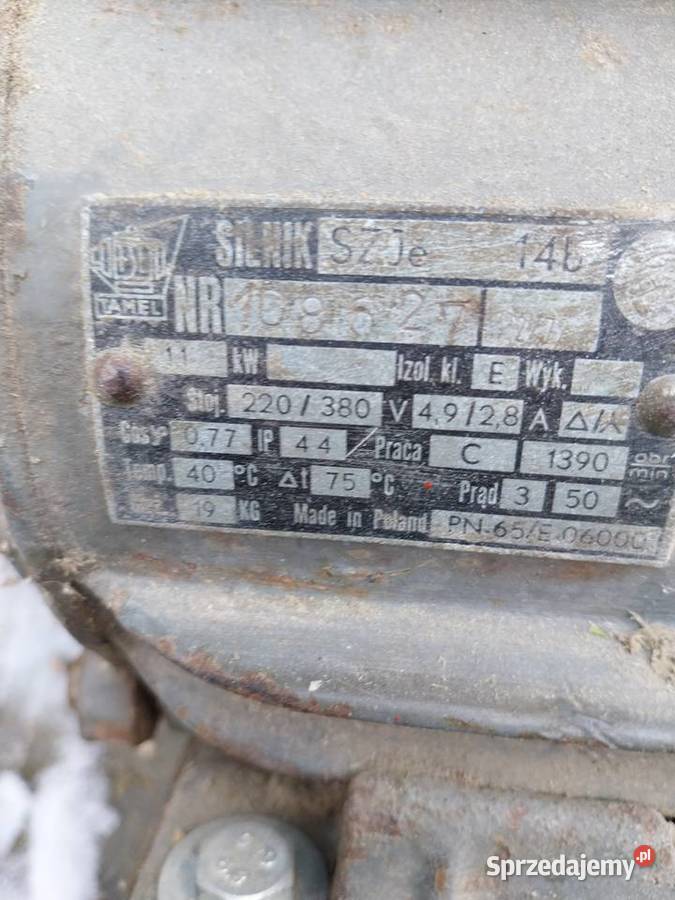 TAMEL
SILNIK SZJe 14b
NR
1.1 kW Izol kl. E Wyk.
Nap. 220/380 V 4,9/2,8 A Δ/⅄
Cosφ 0,77 IP 44 Praca C 1390 obr/min
Temp. 40 °C Δt 75 °C Prąd 3 50 ~
19 KG Made in Poland PN-65/E-06000
Sprzedajemy.pl